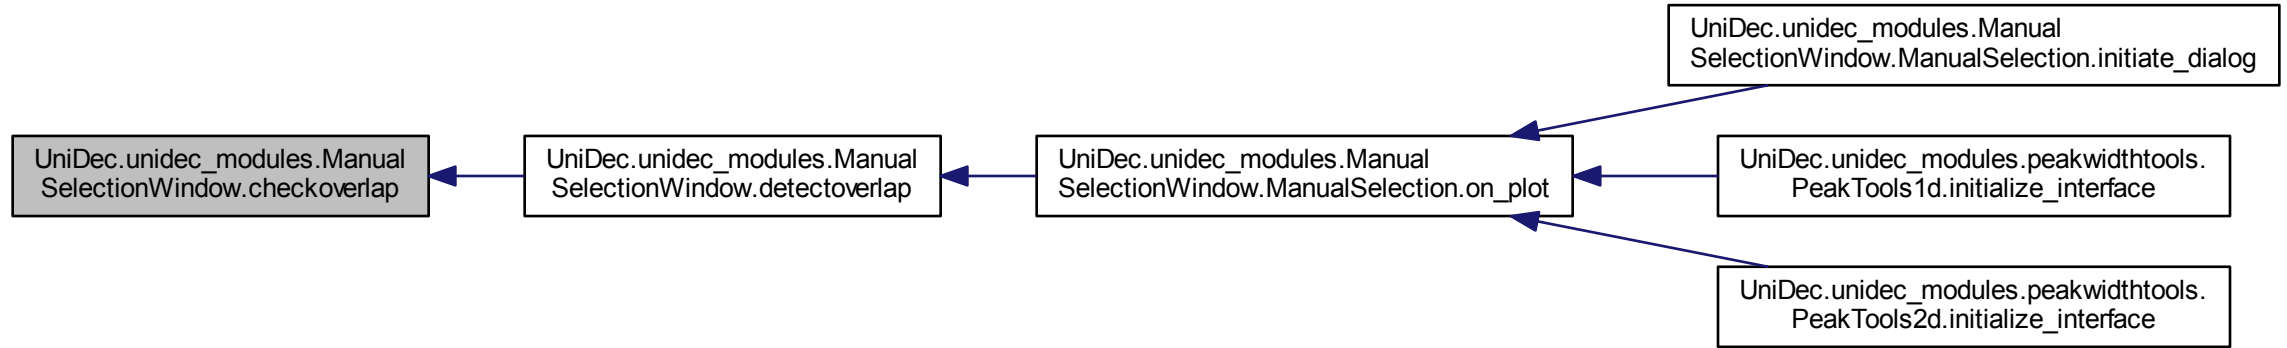 UniDec.unidec_modules.Manual
SelectionWindow.checkoverlap
UniDec.unidec_modules.Manual
SelectionWindow.detectoverlap
UniDec.unidec_modules.Manual
SelectionWindow.ManualSelection.on_plot
UniDec.unidec_modules.Manual
SelectionWindow.ManualSelection.initiate_dialog
UniDec.unidec_modules.peakwidthtools.
PeakTools1d.initialize_interface
UniDec.unidec_modules.peakwidthtools.
PeakTools2d.initialize_interface